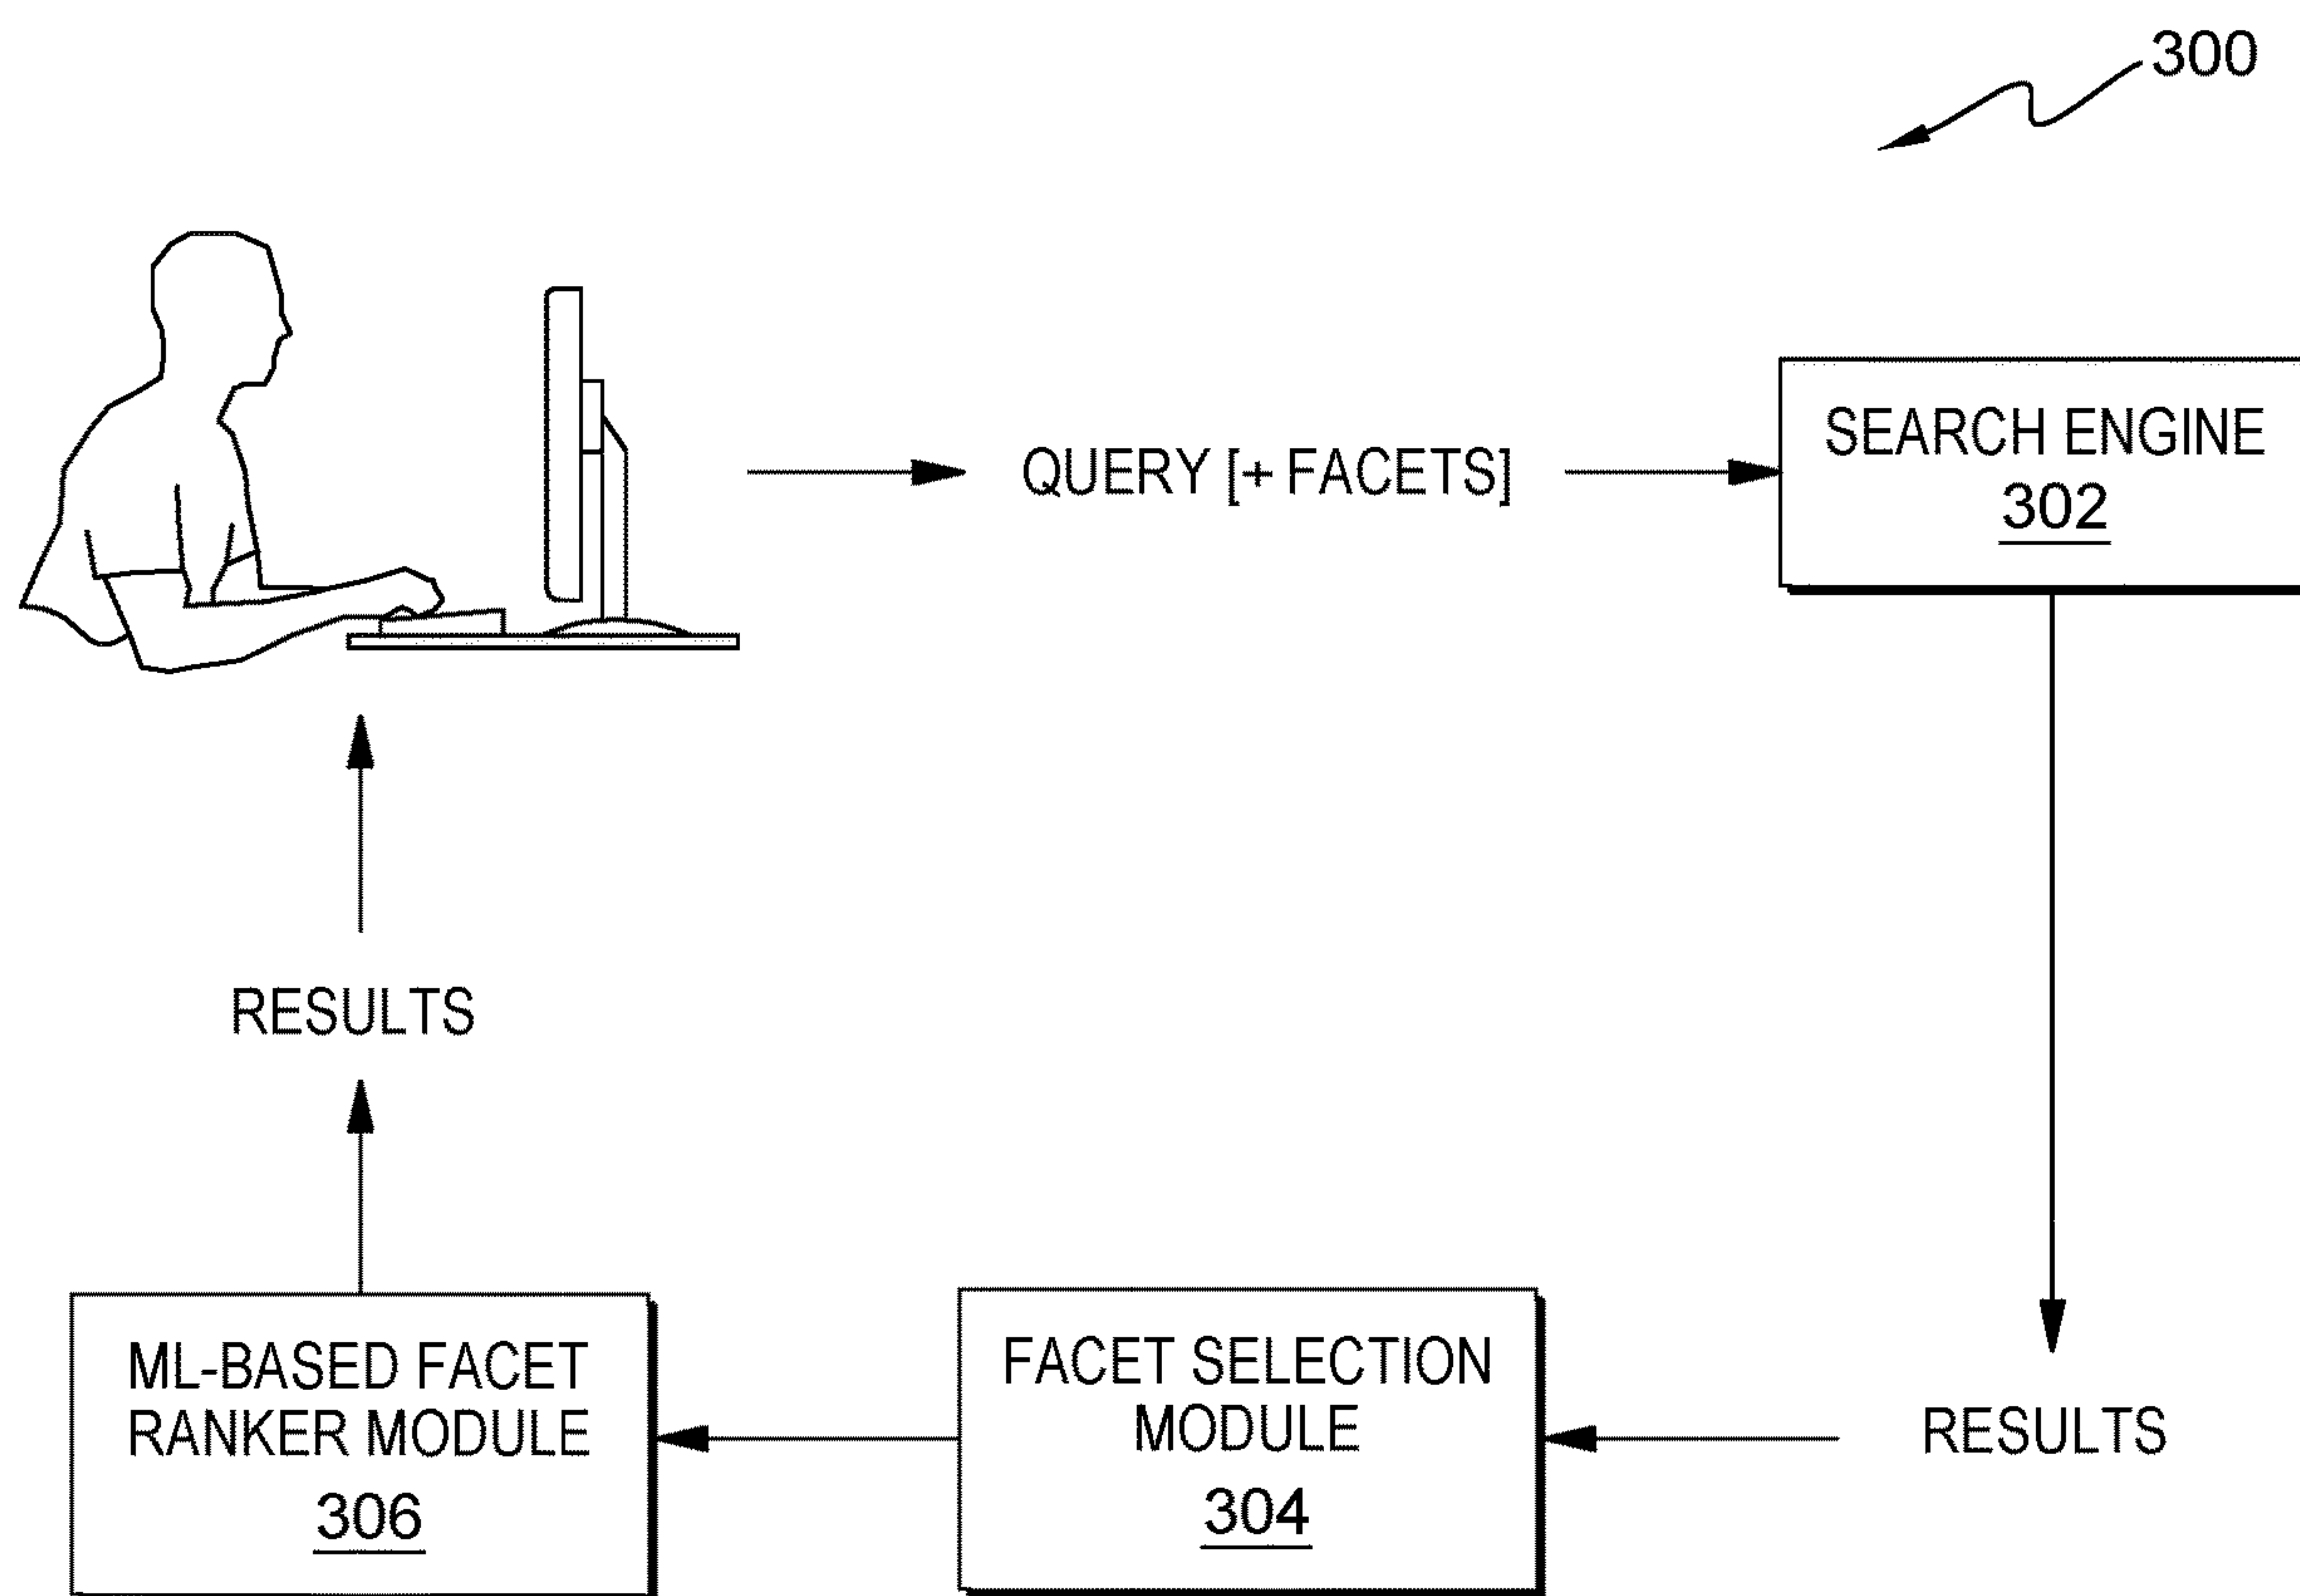 300
QUERY [+ FACETS]
SEARCH ENGINE
302
RESULTS
ML-BASED FACET
RANKER MODULE
306
FACET SELECTION
MODULE
304
RESULTS